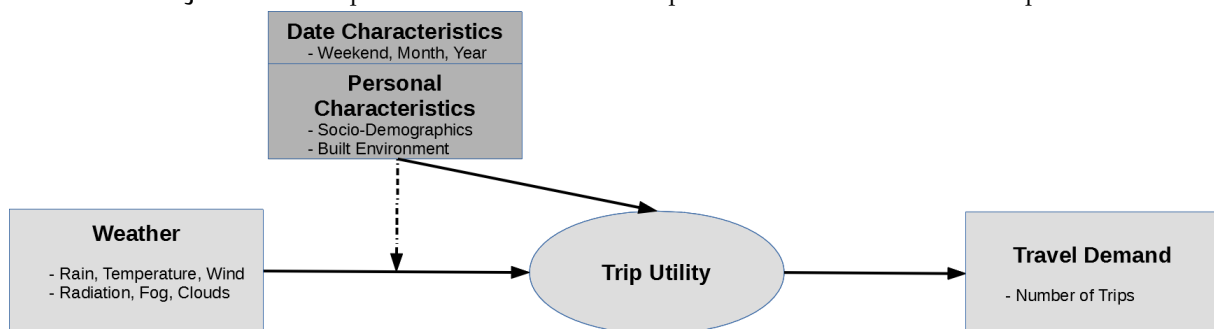 Date Characteristics
- Weekend, Month, Year
Personal
Characteristics
- Socio-Demographics
- Built Environment
Weather
- Rain, Temperature, Wind
- Radiation, Fog, Clouds
Trip Utility
Travel Demand
- Number of Trips